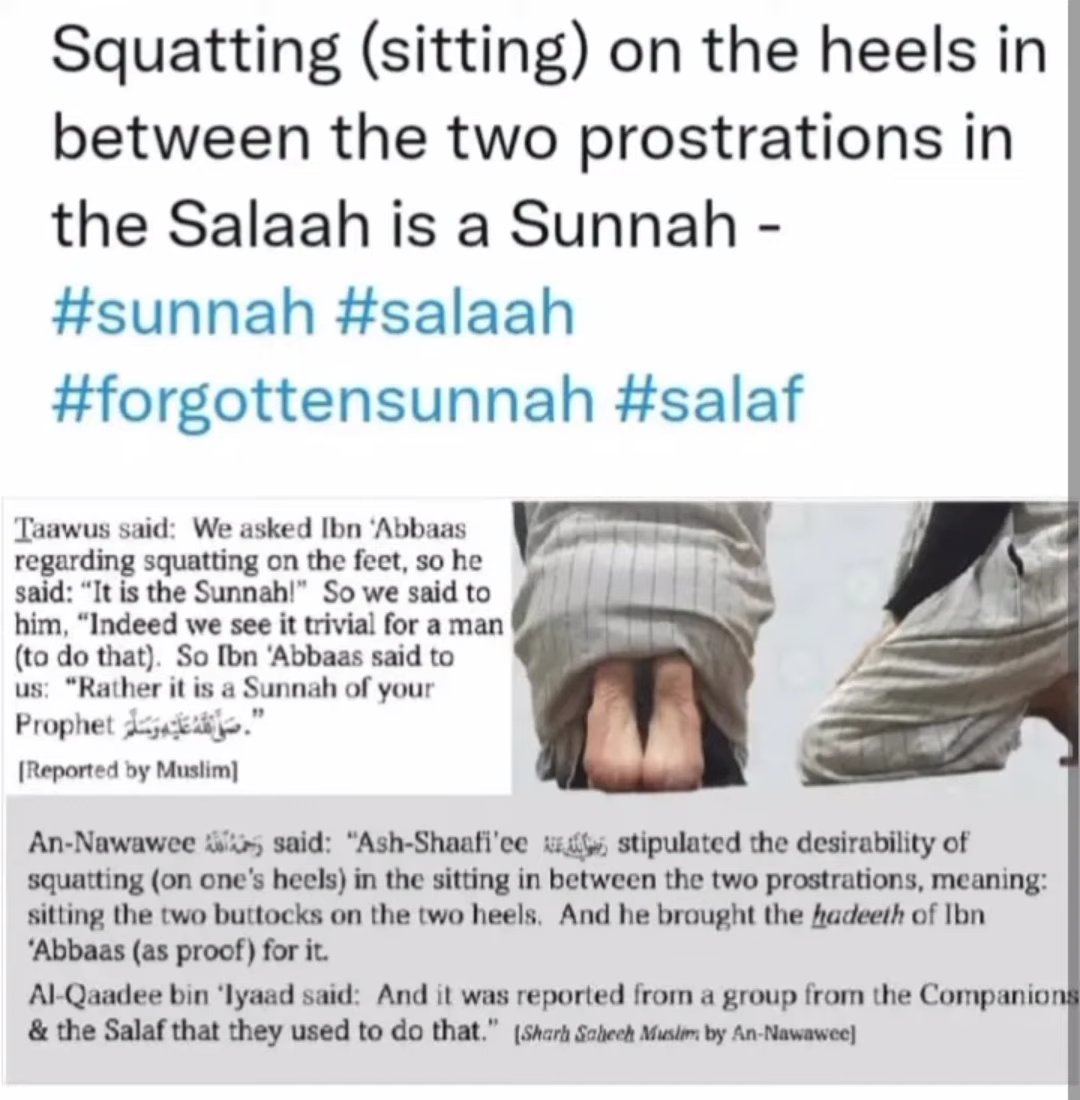 Squatting (sitting) on the heels in
between the two prostrations in
the Salaah is a Sunnah -
#sunnah #salaah
#forgottensunnah #salaf
Taawus said: We asked Ibn ‘Abbaas
regarding squatting on the feet, so he
said: “It is the Sunnah!” So we said to
him, “Indeed we see it trivial for a man
(to do that). So Ibn ‘Abbaas said to
us: “Rather it is a Sunnah of your
Prophet .”
[Reported by Muslim]
An-Nawawee said: “Ash-Shaafi'ee stipulated the desirability of
squatting (on one's heels) in the sitting in between the two prostrations, meaning:
sitting the two buttocks on the two heels. And he brought the hadeeth of Ibn
‘Abbaas (as proof) for it.
Al-Qaadee bin ‘Iyaad said: And it was reported from a group from the Companions
& the Salaf that they used to do that.” [Sharh Saheeh Muslim by An-Nawawee]